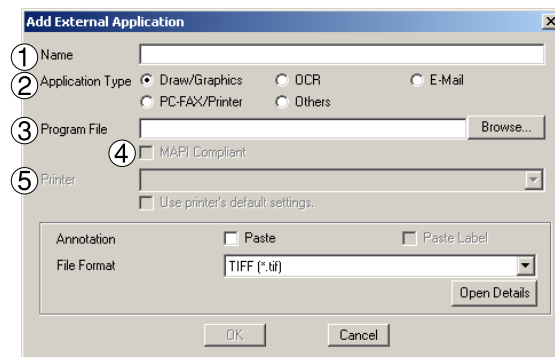 Add External Application
① Name
② Application Type Draw/Graphics OCR E-Mail
PC-FAX/Printer Others
③ Program File Browse...
④ MAPI Compliant
⑤ Printer
Use printer's default settings.
Annotation Paste Paste Label
File Format TIFF (*.tif)
Open Details
OK Cancel